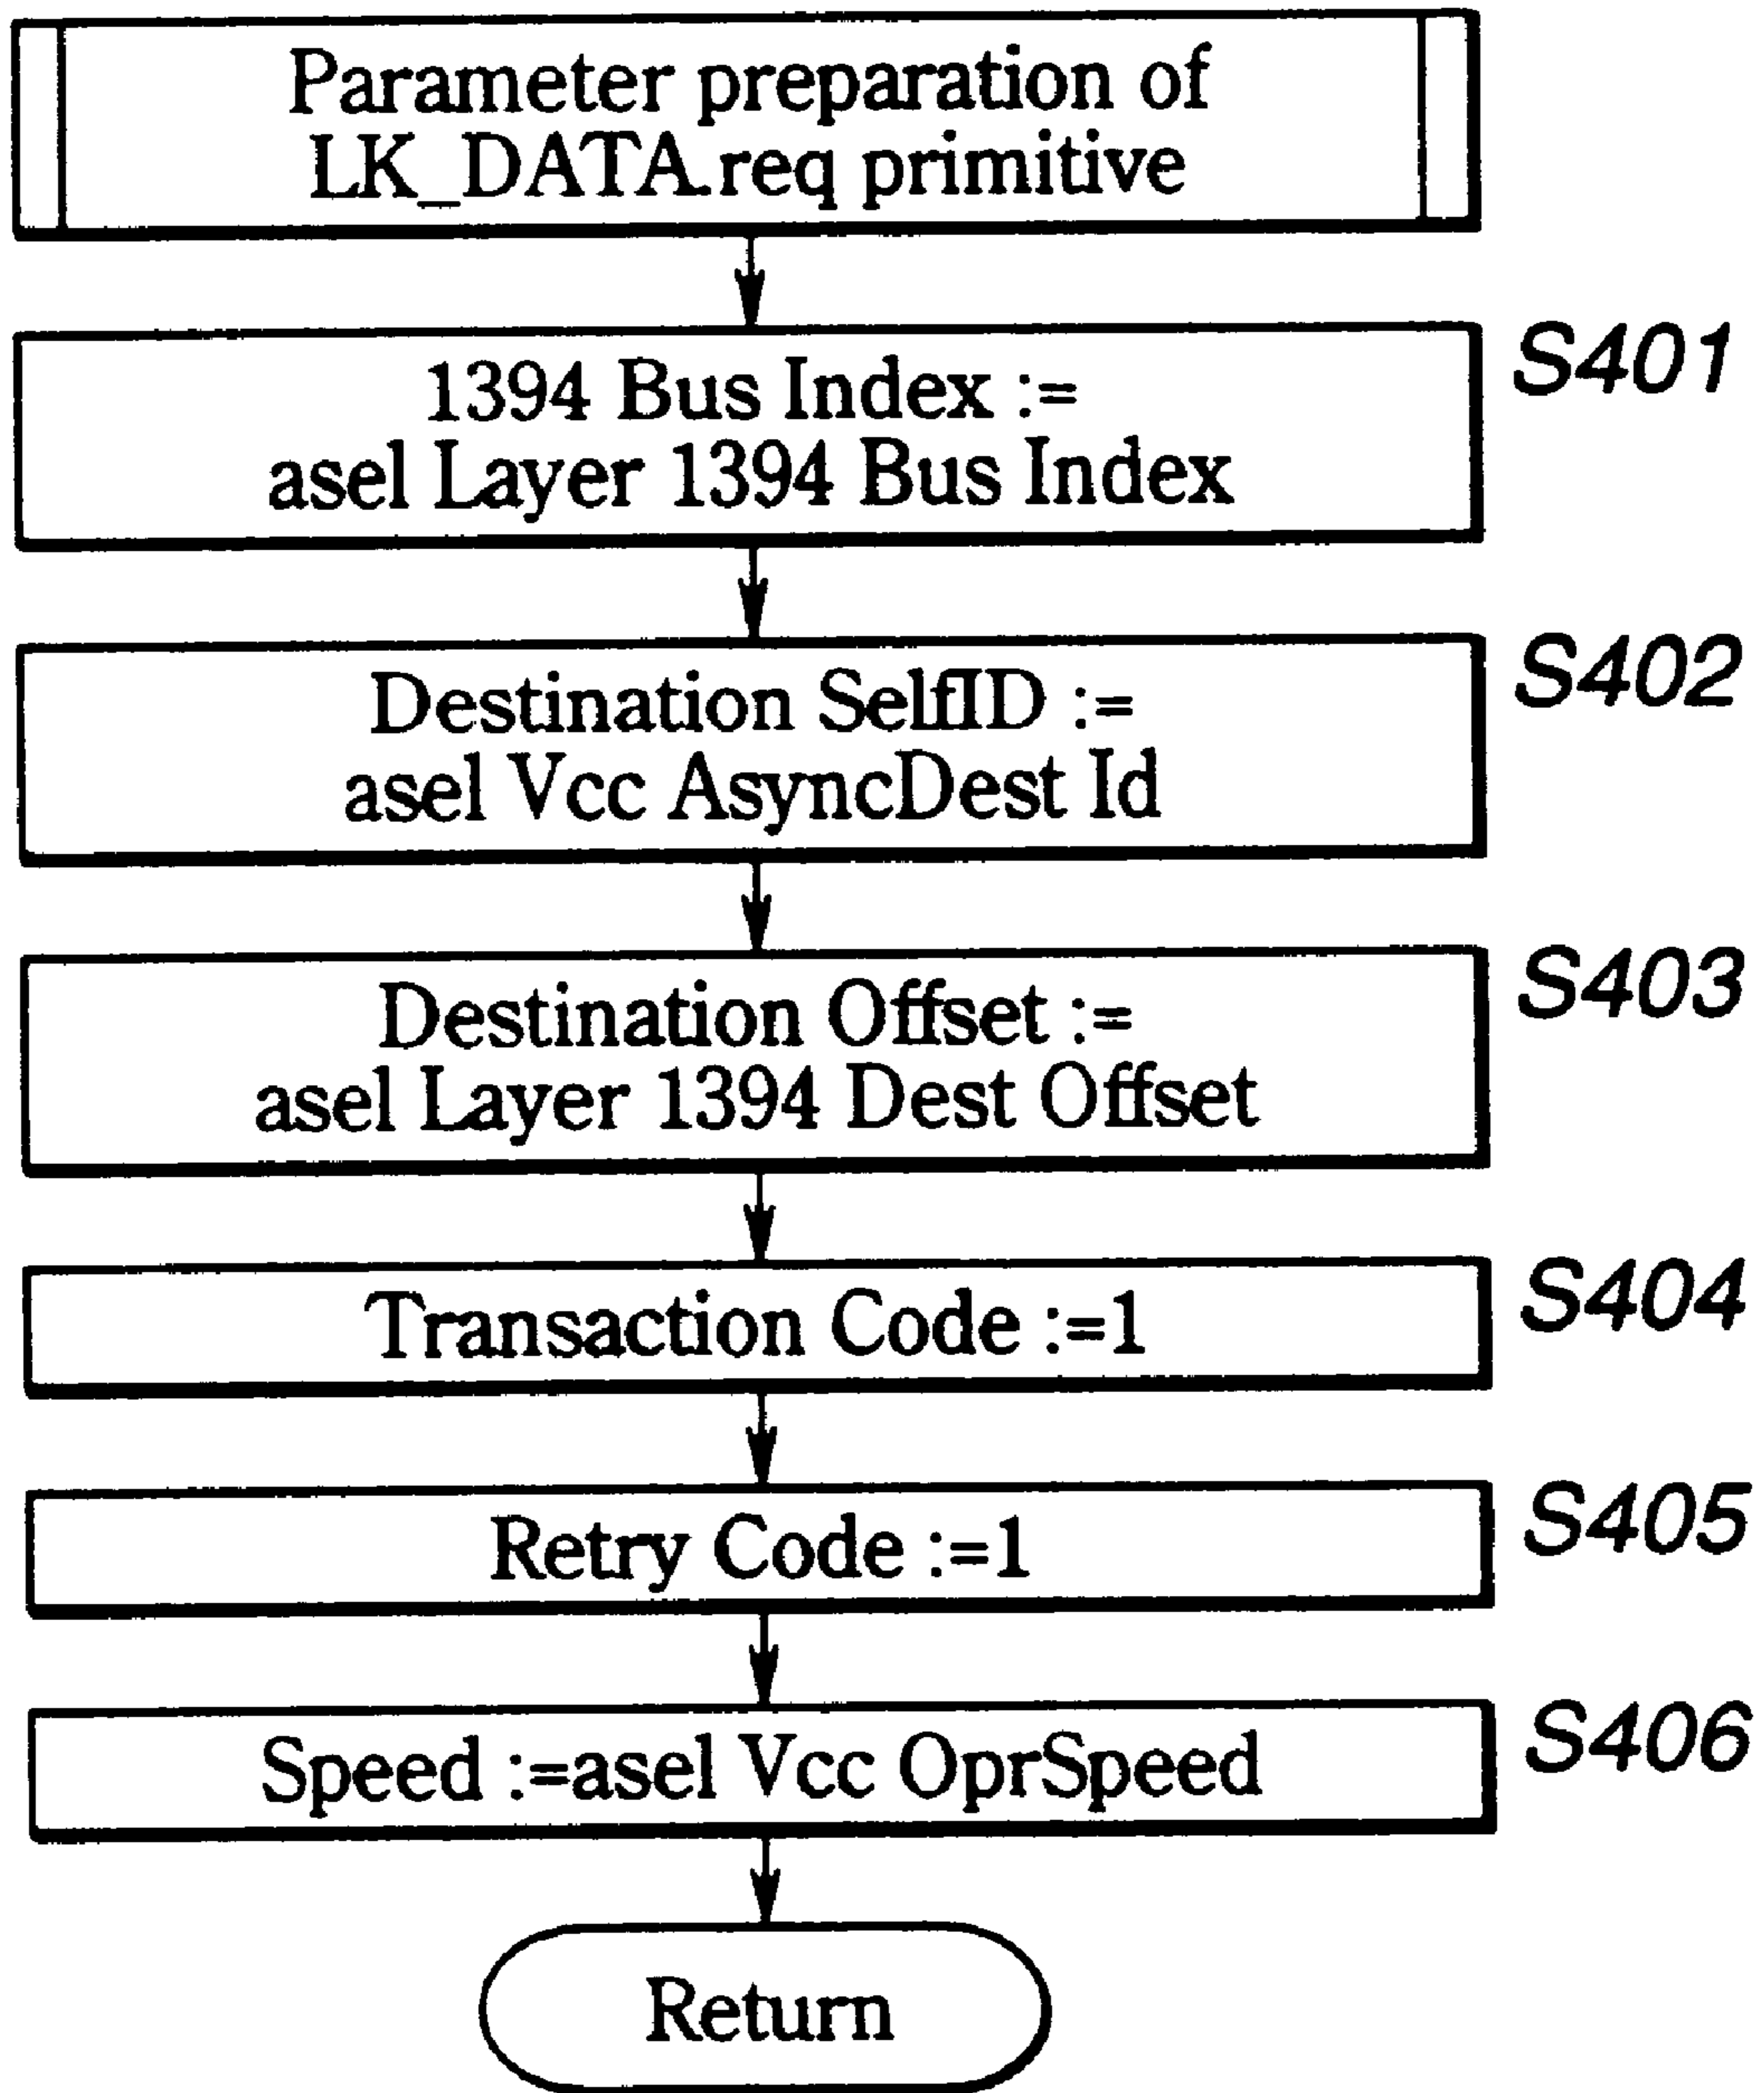 Parameter preparation of
LK_DATA.req primitive
1394 Bus Index :=
asel Layer 1394 Bus Index
S401
Destination SelfID :=
asel Vcc AsyncDest Id
S402
Destination Offset :=
asel Layer 1394 Dest Offset
S403
Transaction Code :=1
S404
Retry Code :=1
S405
Speed :=asel Vcc OprSpeed
S406
Return